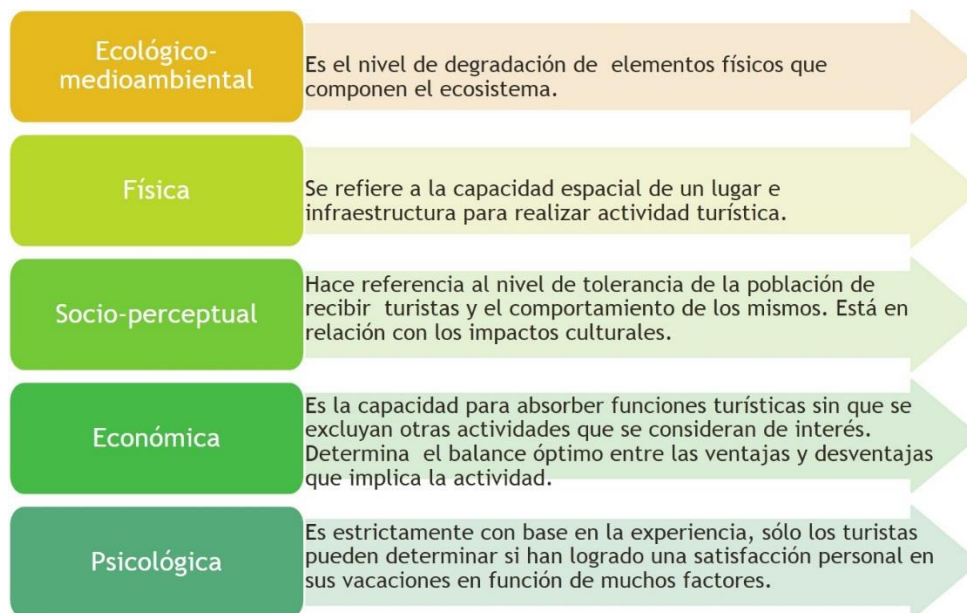 Ecológico-
medioambiental
Es el nivel de degradación de elementos físicos que
componen el ecosistema.
Física
Se refiere a la capacidad espacial de un lugar e
infraestructura para realizar actividad turística.
Socio-perceptual
Hace referencia al nivel de tolerancia de la población de
recibir turistas y el comportamiento de los mismos. Está en
relación con los impactos culturales.
Económica
Es la capacidad para absorber funciones turísticas sin que se
excluyan otras actividades que se consideran de interés.
Determina el balance óptimo entre las ventajas y desventajas
que implica la actividad.
Psicológica
Es estrictamente con base en la experiencia, sólo los turistas
pueden determinar si han logrado una satisfacción personal en
sus vacaciones en función de muchos factores.